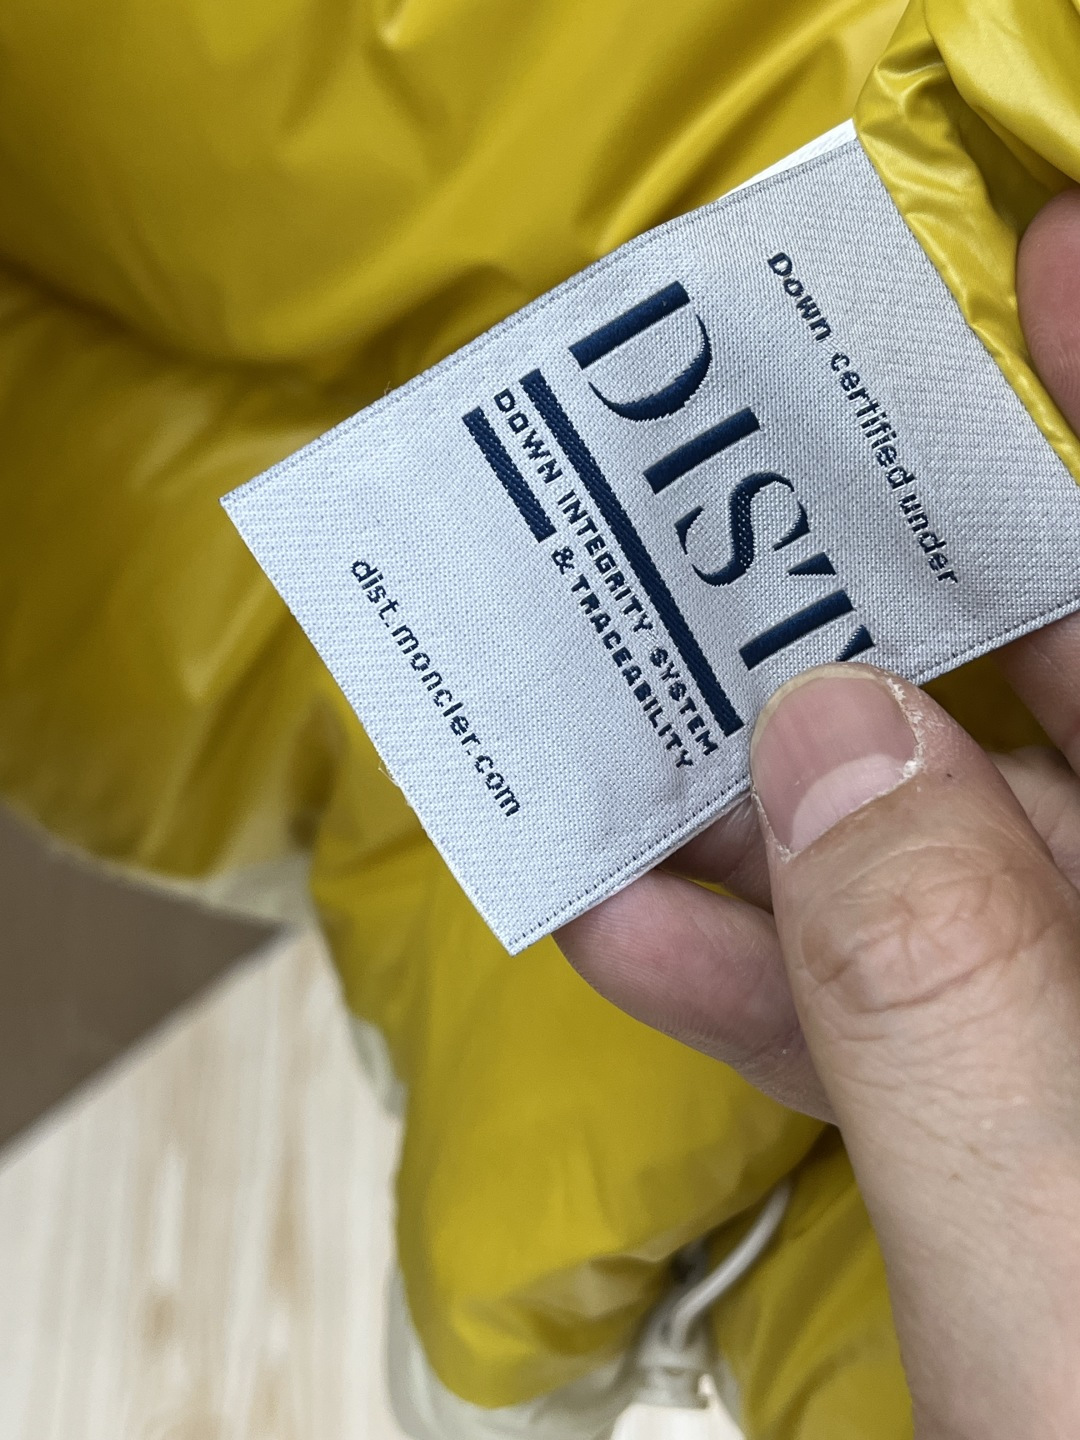 Down certified under
DIST
DOWN INTEGRITY SYSTEM
& TRACEABILITY
dist.moncler.com